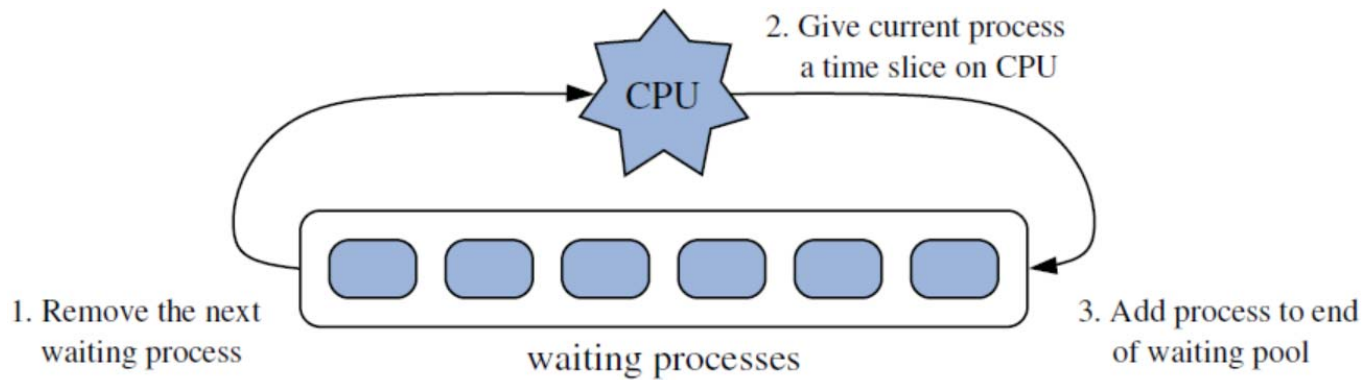 2. Give current process
a time slice on CPU
CPU
1. Remove the next
waiting process
waiting processes
3. Add process to end
of waiting pool